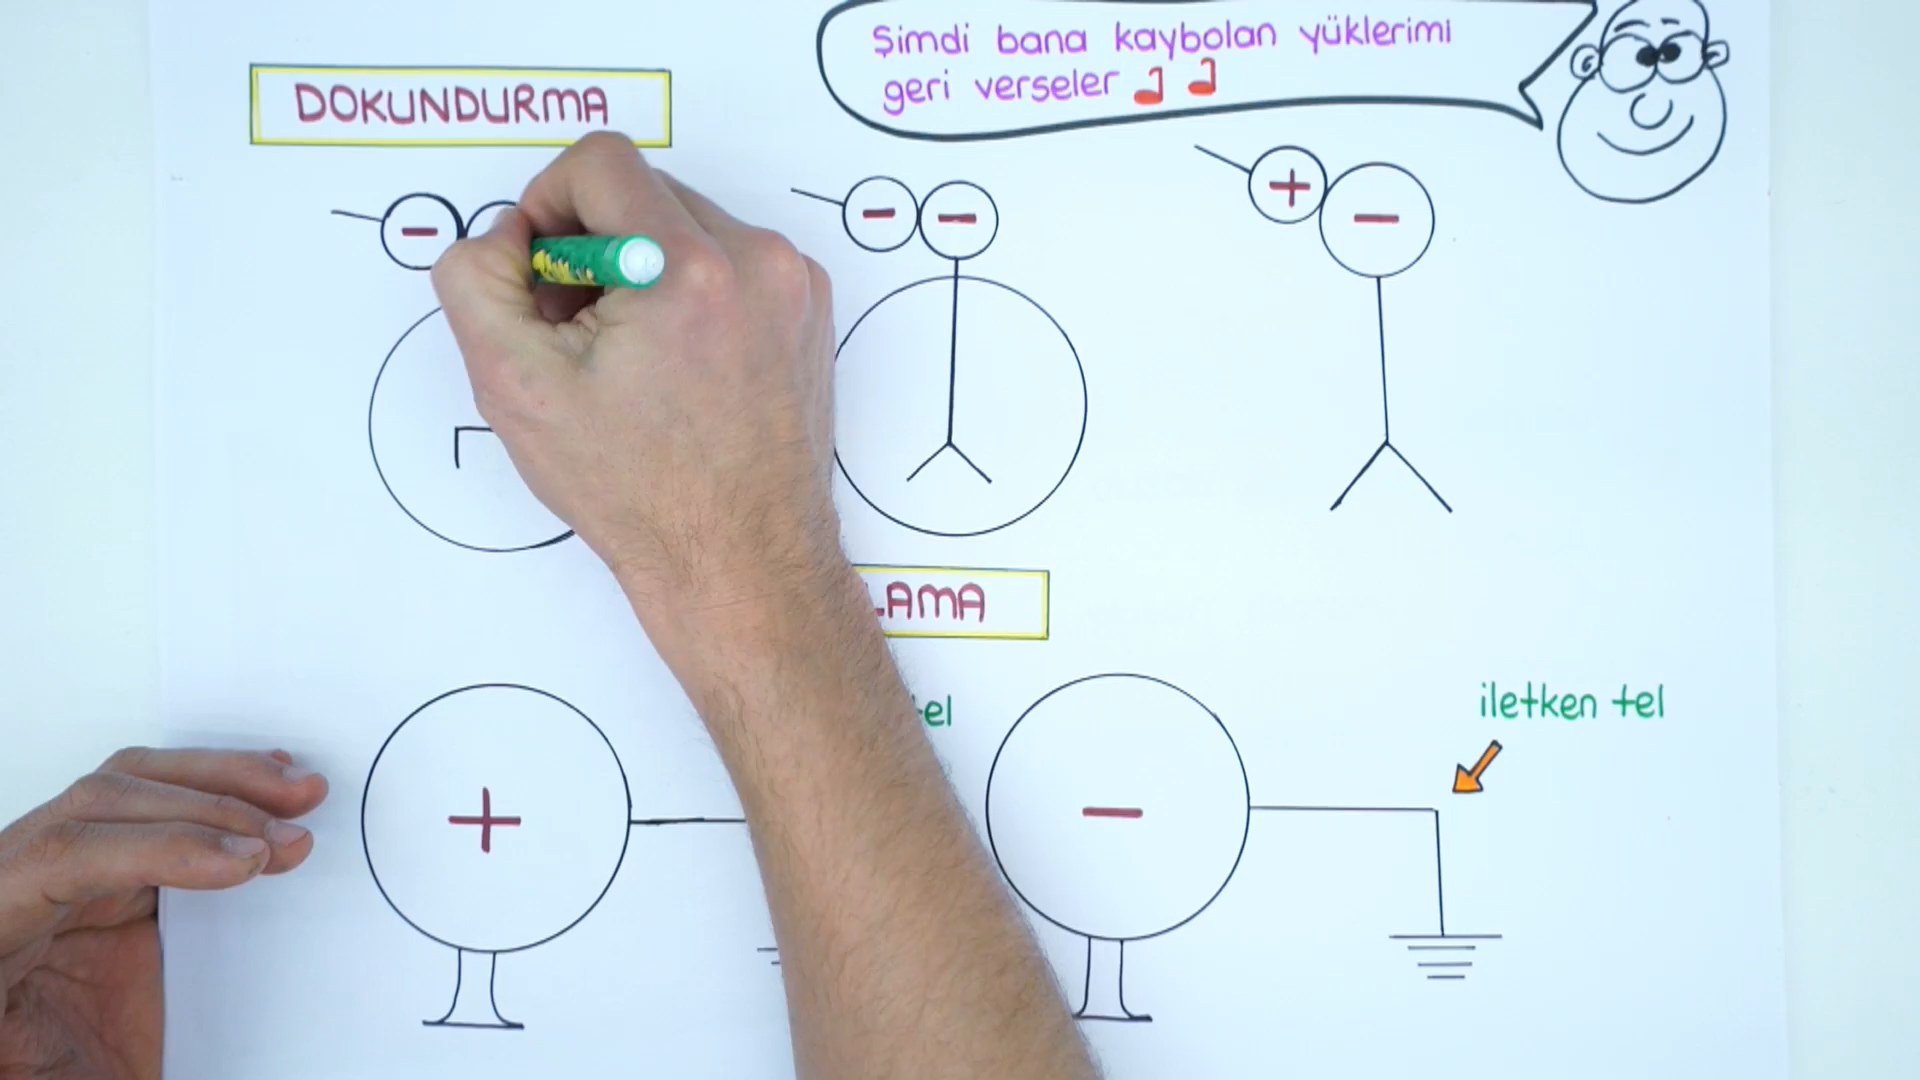 Şimdi bana kaybolan yüklerimi
geri verseler
DOKUNDURMA
-
- -
+ -
LAMA
tel
iletken tel
+
-